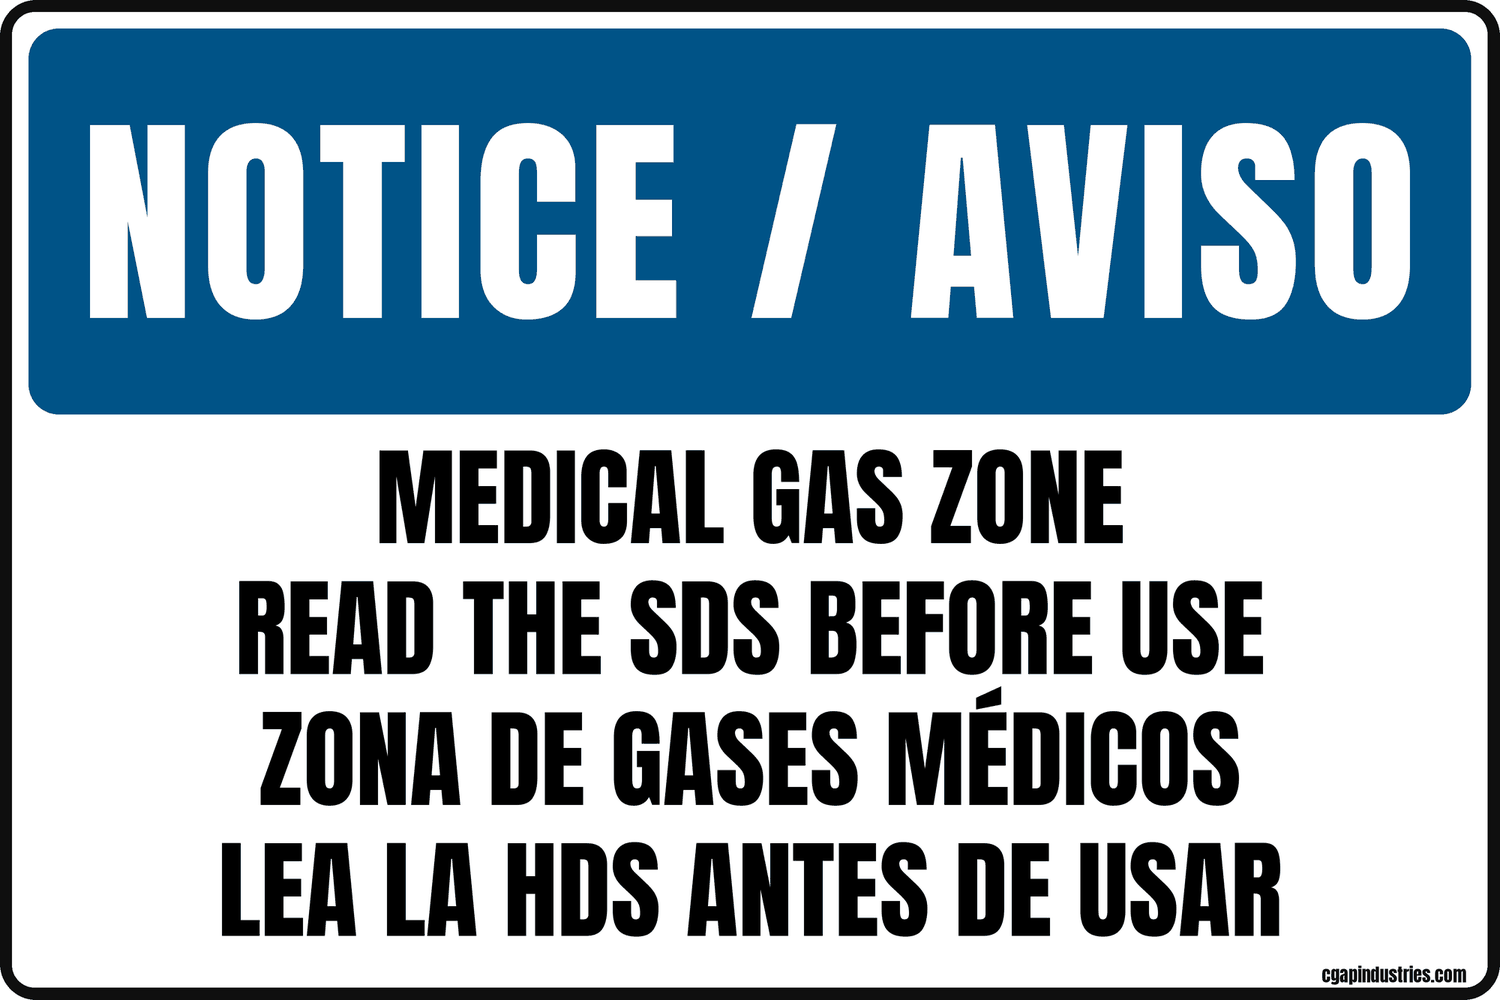 NOTICE / AVISO
MEDICAL GAS ZONE
READ THE SDS BEFORE USE
ZONA DE GASES MÉDICOS
LEA LA HDS ANTES DE USAR
cgapindustries.com